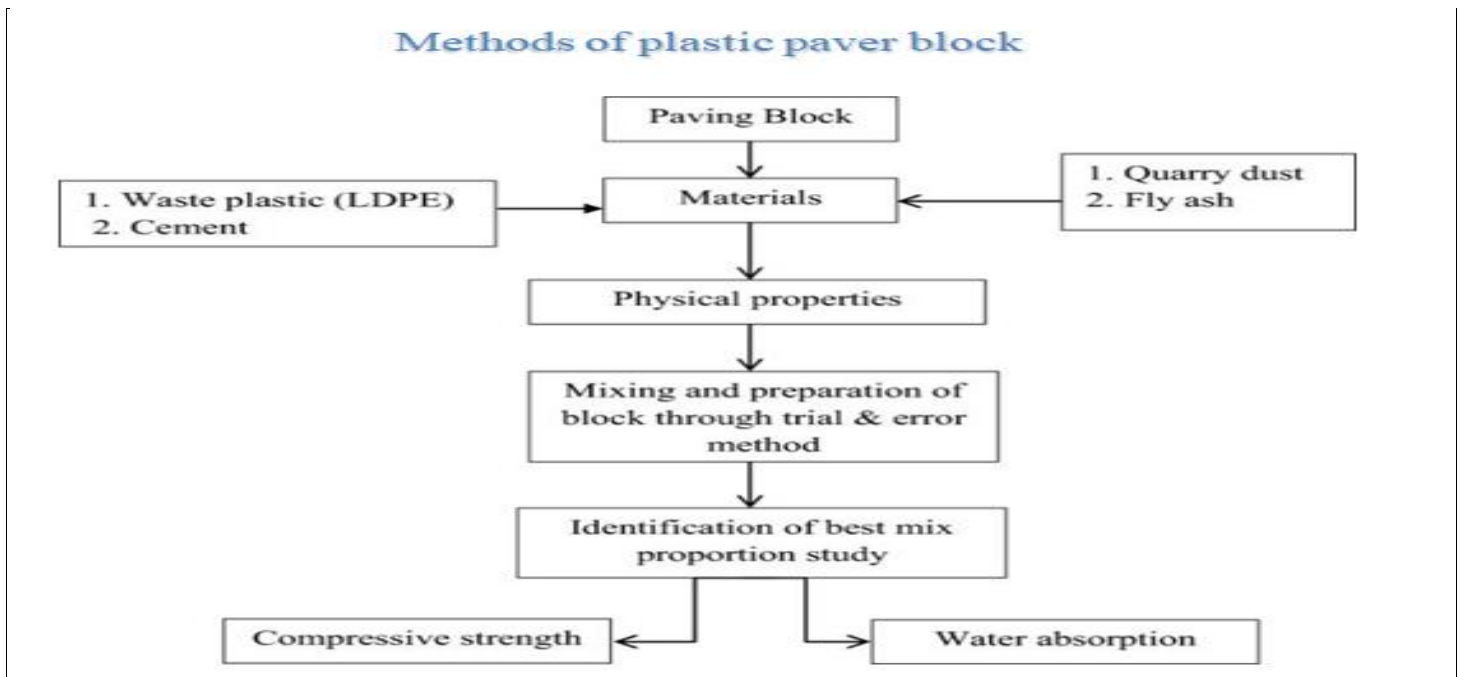 Methods of plastic paver block
Paving Block
1. Waste plastic (LDPE)
2. Cement
Materials
1. Quarry dust
2. Fly ash
Physical properties
Mixing and preparation of
block through trial & error
method
Identification of best mix
proportion study
Compressive strength
Water absorption